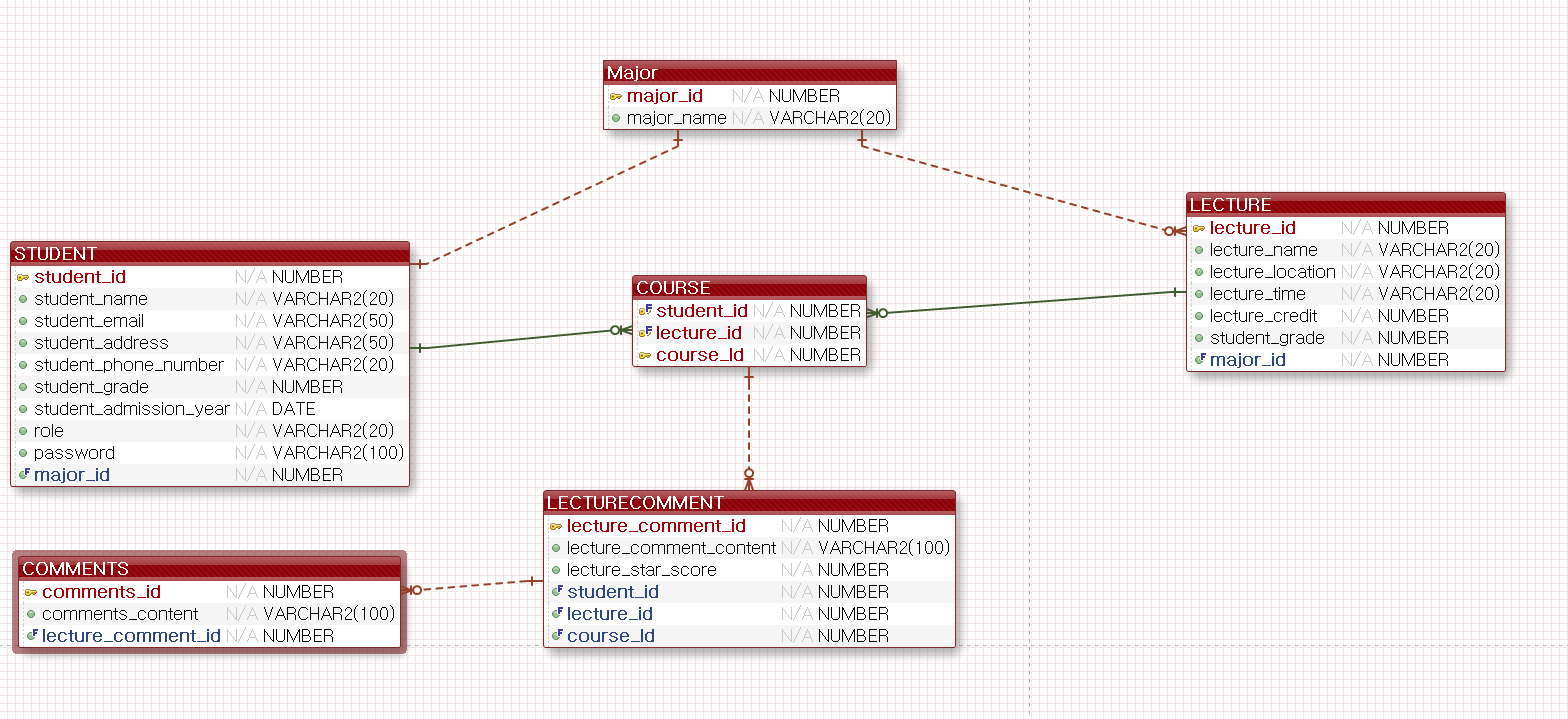 Major
major_id N/A NUMBER
major_name N/A VARCHAR2(20)
LECTURE
lecture_id N/A NUMBER
lecture_name N/A VARCHAR2(20)
lecture_location N/A VARCHAR2(20)
lecture_time N/A VARCHAR2(20)
lecture_credit N/A NUMBER
student_grade N/A NUMBER
major_id N/A NUMBER
STUDENT
student_id N/A NUMBER
student_name N/A VARCHAR2(20)
student_email N/A VARCHAR2(50)
student_address N/A VARCHAR2(50)
student_phone_number N/A VARCHAR2(20)
student_grade N/A NUMBER
student_admission_year N/A DATE
role N/A VARCHAR2(20)
password N/A VARCHAR2(100)
major_id N/A NUMBER
COURSE
student_id N/A NUMBER
lecture_id N/A NUMBER
course_Id N/A NUMBER
LECTURECOMMENT
lecture_comment_id N/A NUMBER
lecture_comment_content N/A VARCHAR2(100)
lecture_star_score N/A NUMBER
student_id N/A NUMBER
lecture_id N/A NUMBER
course_Id N/A NUMBER
COMMENTS
comments_id N/A NUMBER
comments_content N/A VARCHAR2(100)
lecture_comment_id N/A NUMBER